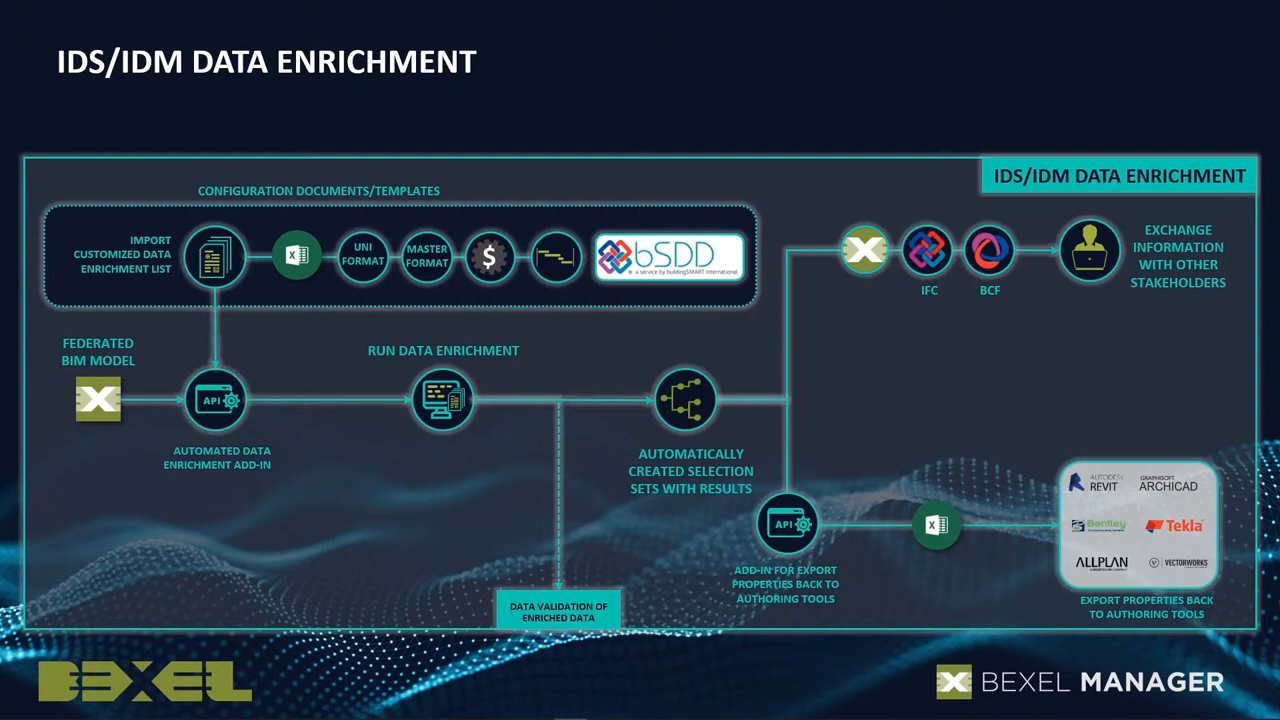 IDS/IDM DATA ENRICHMENT
IDS/IDM DATA ENRICHMENT
CONFIGURATION DOCUMENTS/TEMPLATES
IMPORT
CUSTOMIZED DATA
ENRICHMENT LIST
UNI
FORMAT
MASTER
FORMAT
$
bSDD
a service by buildingSMART International
IFC
BCF
EXCHANGE
INFORMATION
WITH OTHER
STAKEHOLDERS
FEDERATED
BIM MODEL
RUN DATA ENRICHMENT
API
AUTOMATED DATA
ENRICHMENT ADD-IN
AUTOMATICALLY
CREATED SELECTION
SETS WITH RESULTS
API
ADD-IN FOR EXPORT
PROPERTIES BACK TO
AUTHORING TOOLS
DATA VALIDATION OF
ENRICHED DATA
AUTODESK
REVIT
GRAPHISOFT
ARCHICAD
Bentley
Tekla
ALLPLAN
VECTORWORKS
EXPORT PROPERTIES BACK
TO AUTHORING TOOLS
BEXEL
BEXEL MANAGER